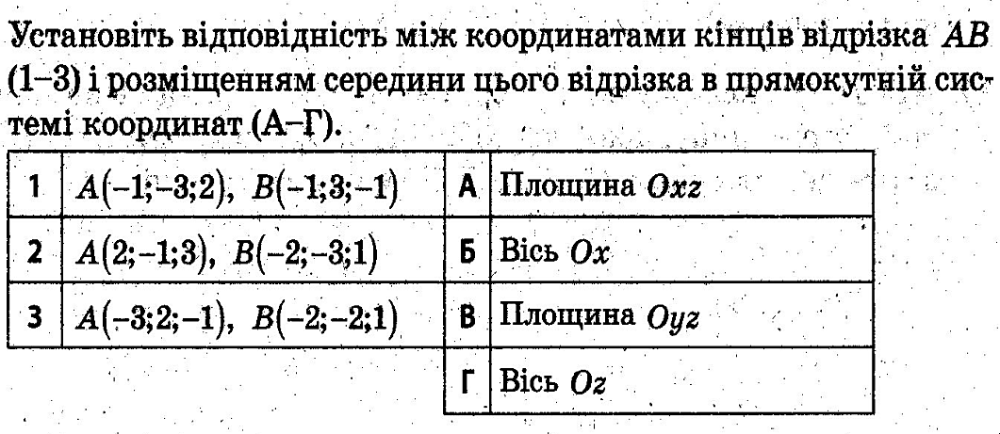 Установіть відповідність між координатами кінців відрізка AB
(1–3) і розміщенням середини цього відрізка в прямокутній сис-
темі координат (А–Г).
1 A(–1;–3;2), B(–1;3;–1) А Площина Oxz
2 A(2;–1;3), B(–2;–3;1) Б Вісь Ox
3 A(–3;2;–1), B(–2;–2;1) В Площина Oyz
Г Вісь Oz